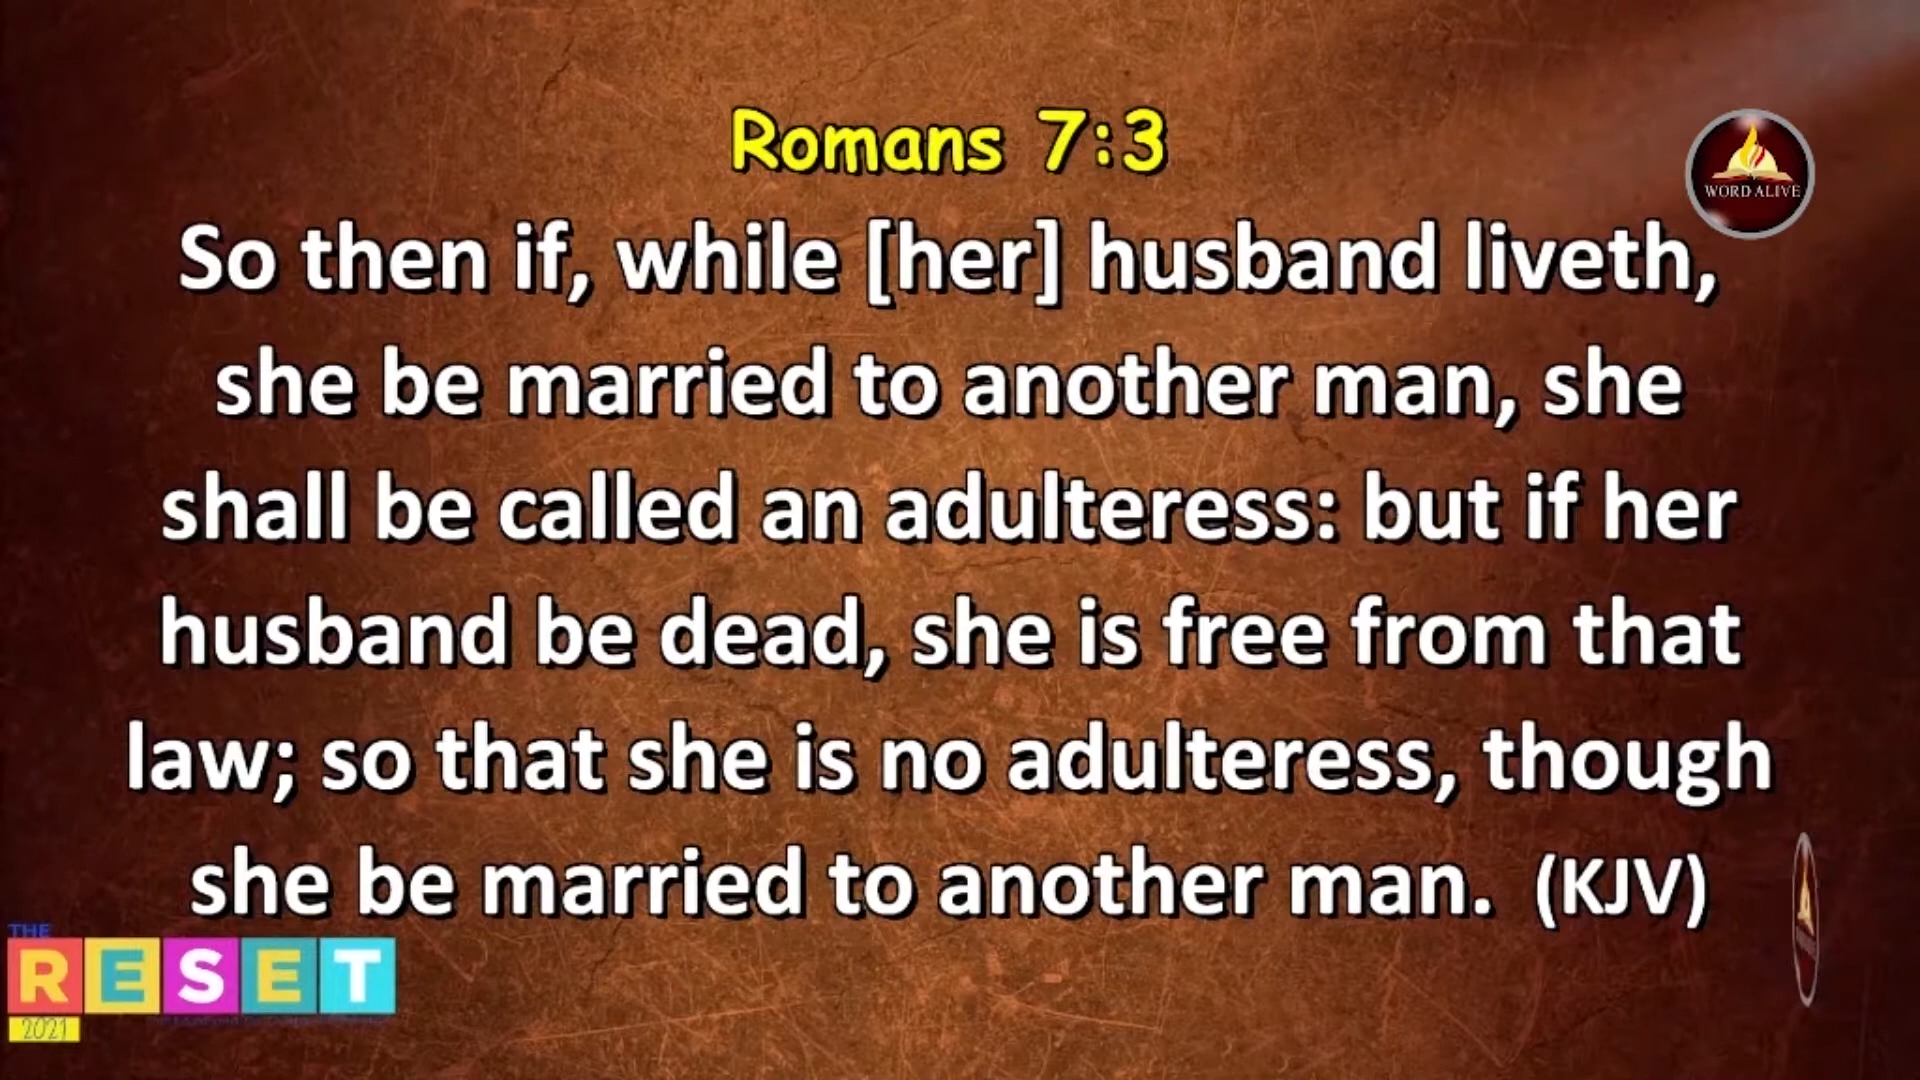 Romans 7:3
WORD ALIVE
So then if, while [her] husband liveth,
she be married to another man, she
shall be called an adulteress: but if her
husband be dead, she is free from that
law; so that she is no adulteress, though
she be married to another man. (KJV)
THE
RESET
2021